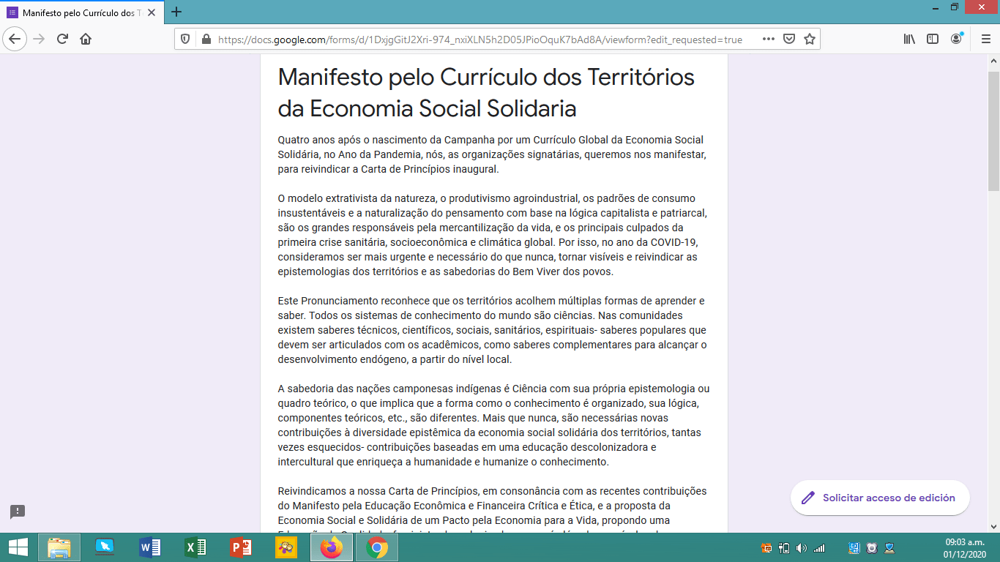 Manifesto pelo Currículo dos T
https://docs.google.com/forms/d/1DxjgGitJ2Xri-974_nxiXLN5h2D05JPioOquK7bAd8A/viewform?edit_requested=true
Manifesto pelo Currículo dos Territórios
da Economia Social Solidaria
Quatro anos após o nascimento da Campanha por um Currículo Global da Economia Social
Solidária, no Ano da Pandemia, nós, as organizações signatárias, queremos nos manifestar,
para reivindicar a Carta de Princípios inaugural.
O modelo extrativista da natureza, o produtivismo agroindustrial, os padrões de consumo
insustentáveis e a naturalização do pensamento com base na lógica capitalista e patriarcal,
são os grandes responsáveis pela mercantilização da vida, e os principais culpados da
primeira crise sanitária, socioeconômica e climática global. Por isso, no ano da COVID-19,
consideramos ser mais urgente e necessário do que nunca, tornar visíveis e reivindicar as
epistemologias dos territórios e as sabedorias do Bem Viver dos povos.
Este Pronunciamento reconhece que os territórios acolhem múltiplas formas de aprender e
saber. Todos os sistemas de conhecimento do mundo são ciências. Nas comunidades
existem saberes técnicos, científicos, sociais, sanitários, espirituais- saberes populares que
devem ser articulados com os acadêmicos, como saberes complementares para alcançar o
desenvolvimento endógeno, a partir do nível local.
A sabedoria das nações camponesas indígenas é Ciência com sua própria epistemologia ou
quadro teórico, o que implica que a forma como o conhecimento é organizado, sua lógica,
componentes teóricos, etc., são diferentes. Mais que nunca, são necessárias novas
contribuições à diversidade epistêmica da economia social solidária dos territórios, tantas
vezes esquecidos- contribuições baseadas em uma educação descolonizadora e
intercultural que enriqueça a humanidade e humanize o conhecimento.
Reivindicamos a nossa Carta de Princípios, em consonância com as recentes contribuições
do Manifesto pela Educação Econômica e Financeira Crítica e Ética, e a proposta da
Economia Social e Solidária de um Pacto pela Economia para a Vida, propondo uma
Solicitar acceso de edición
09:03 a.m.
01/12/2020